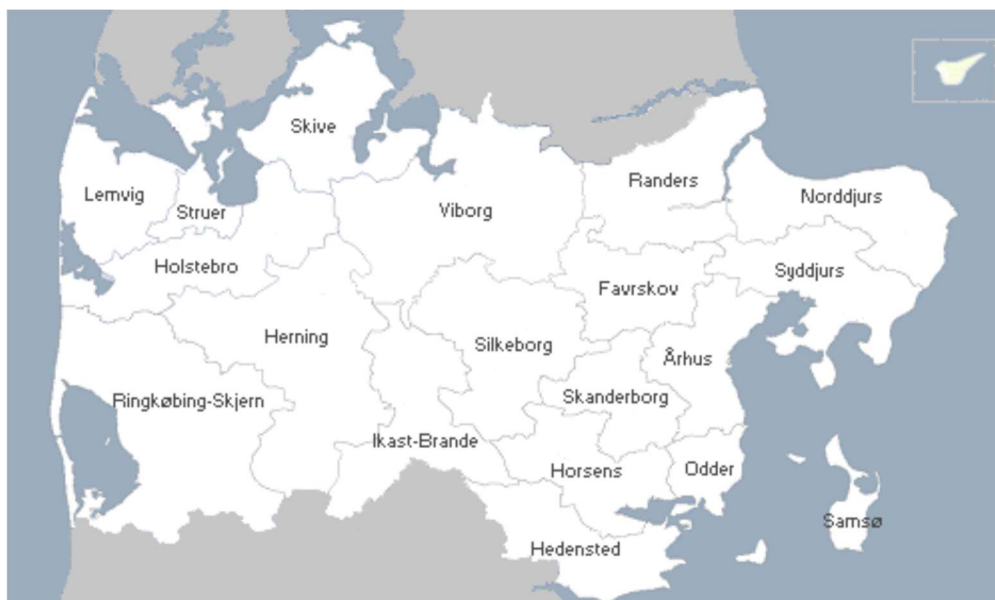 Skive
Randers
Lemvig
Norddjurs
Struer
Viborg
Holstebro
Syddjurs
Favrskov
Herning
Silkeborg
Århus
Ringkøbing-Skjern
Skanderborg
Ikast-Brande
Horsens
Odder
Samsø
Hedensted